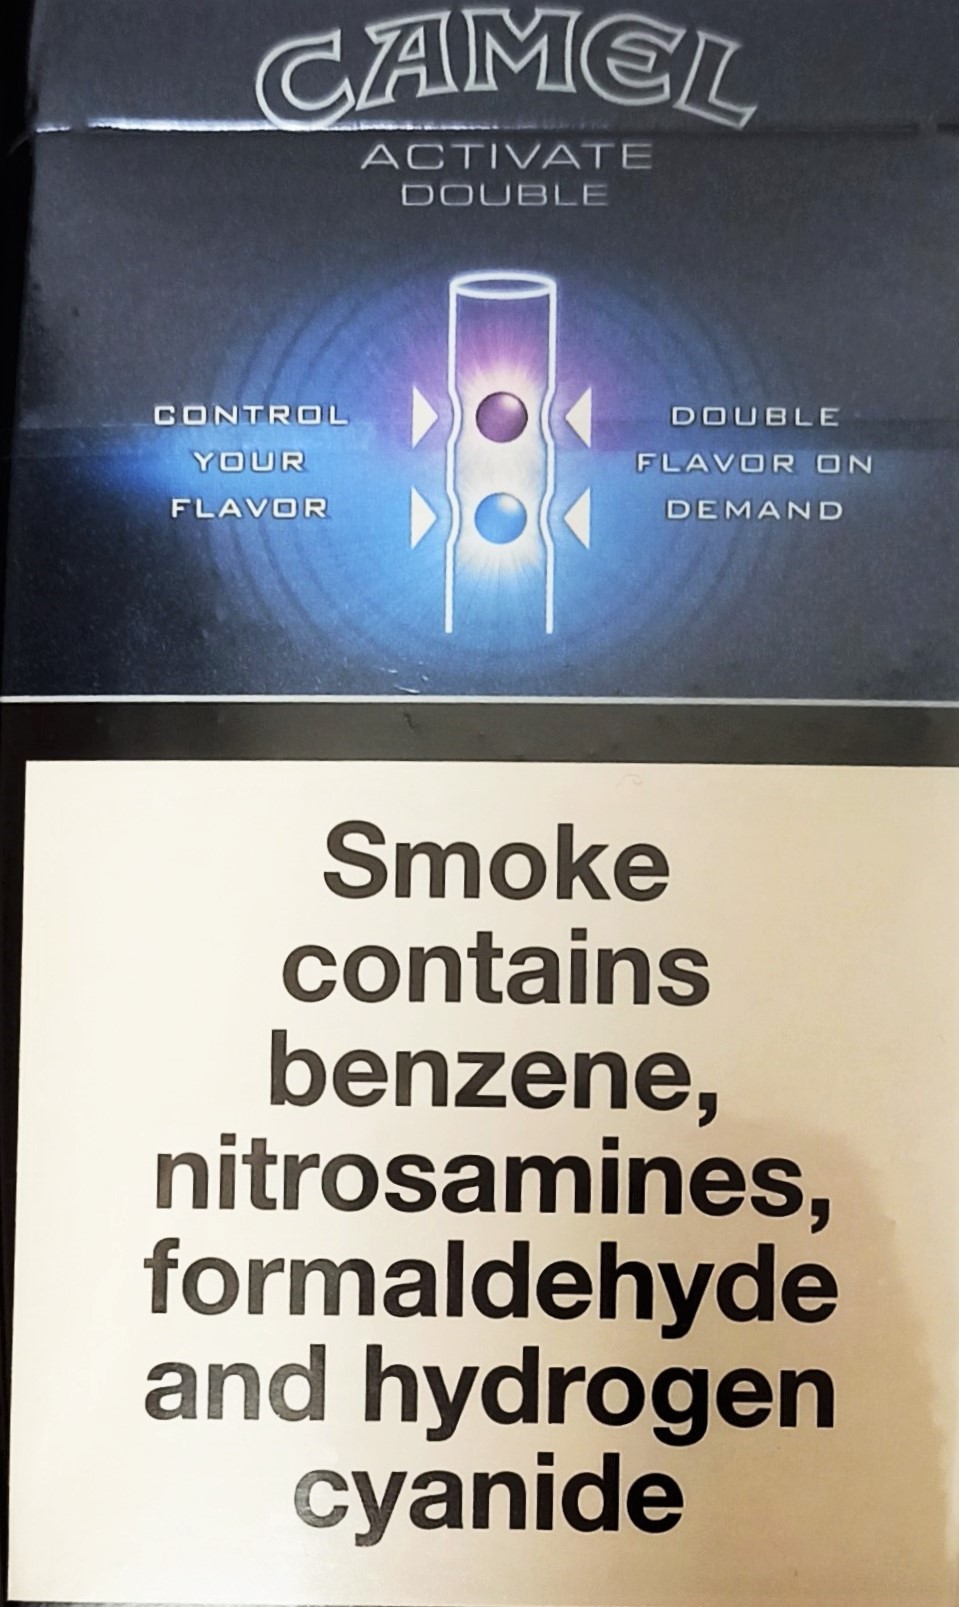 CAMEL
ACTIVATE
DOUBLE
CONTROL
YOUR
FLAVOR
DOUBLE
FLAVOR ON
DEMAND
Smoke
contains
benzene,
nitrosamines,
formaldehyde
and hydrogen
cyanide